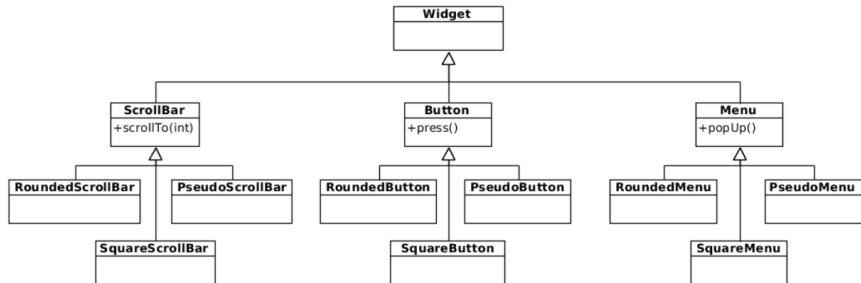 Widget
ScrollBar
+scrollTo(int)
Button
+press()
Menu
+popUp()
RoundedScrollBar
PseudoScrollBar
RoundedButton
PseudoButton
RoundedMenu
PseudoMenu
SquareScrollBar
SquareButton
SquareMenu